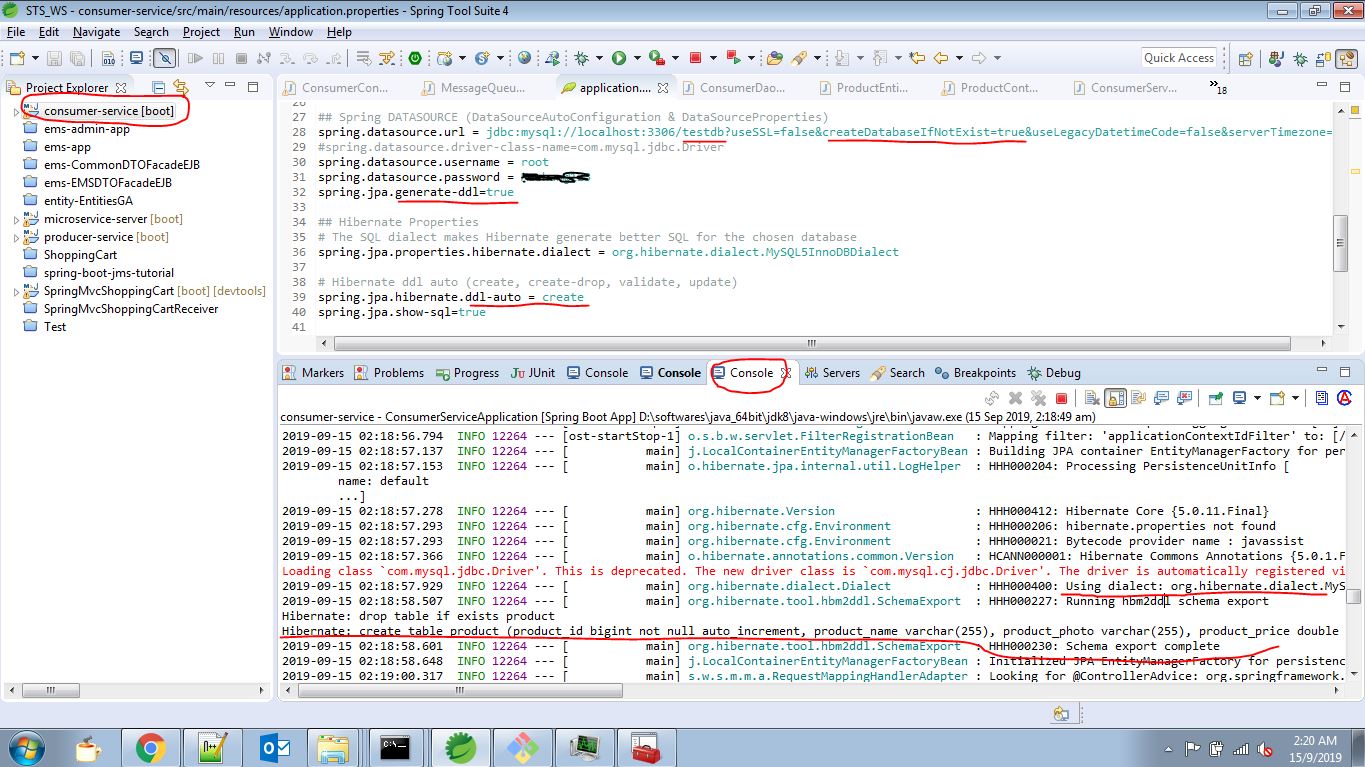 STS_WS - consumer-service/src/main/resources/application.properties - Spring Tool Suite 4
File Edit Navigate Search Project Run Window Help
Quick Access
Project Explorer
consumer-service [boot]
ems-admin-app
ems-app
ems-CommonDTOFacadeEJB
ems-EMSDTOFacadeEJB
entity-EntitiesGA
microservice-server [boot]
producer-service [boot]
ShoppingCart
spring-boot-jms-tutorial
SpringMvcShoppingCart [boot] [devtools]
SpringMvcShoppingCartReceiver
Test
ConsumerCon... MessageQueu... application.... ConsumerDao... ProductEnti... ProductContr... ConsumerServ... »18
26
27 ## Spring DATASOURCE (DataSourceAutoConfiguration & DataSourceProperties)
28 spring.datasource.url = jdbc:mysql://localhost:3306/testdb?useSSL=false&createDatabaseIfNotExist=true&useLegacyDatetimeCode=false&serverTimezone=
29 #spring.datasource.driver-class-name=com.mysql.jdbc.Driver
30 spring.datasource.username = root
31 spring.datasource.password =
32 spring.jpa.generate-ddl=true
33
34 ## Hibernate Properties
35 # The SQL dialect makes Hibernate generate better SQL for the chosen database
36 spring.jpa.properties.hibernate.dialect = org.hibernate.dialect.MySQL5InnoDBDialect
37
38 # Hibernate ddl auto (create, create-drop, validate, update)
39 spring.jpa.hibernate.ddl-auto = create
40 spring.jpa.show-sql=true
41
Markers Problems Progress JUnit Console Console Console Servers Search Breakpoints Debug
consumer-service - ConsumerServiceApplication [Spring Boot App] D:\softwares\java_64bit\jdk8\java-windows\jre\bin\javaw.exe (15 Sep 2019, 2:18:49 am)
2019-09-15 02:18:56.794 INFO 12264 --- [ost-startStop-1] o.s.b.w.servlet.FilterRegistrationBean : Mapping filter: 'applicationContextIdFilter' to: [/
2019-09-15 02:18:57.137 INFO 12264 --- [ main] j.LocalContainerEntityManagerFactoryBean : Building JPA container EntityManagerFactory for per
2019-09-15 02:18:57.153 INFO 12264 --- [ main] o.hibernate.jpa.internal.util.LogHelper : HHH000204: Processing PersistenceUnitInfo [
name: default
...]
2019-09-15 02:18:57.278 INFO 12264 --- [ main] org.hibernate.Version : HHH000412: Hibernate Core {5.0.11.Final}
2019-09-15 02:18:57.293 INFO 12264 --- [ main] org.hibernate.cfg.Environment : HHH000206: hibernate.properties not found
2019-09-15 02:18:57.293 INFO 12264 --- [ main] org.hibernate.cfg.Environment : HHH000021: Bytecode provider name : javassist
2019-09-15 02:18:57.366 INFO 12264 --- [ main] o.hibernate.annotations.common.Version : HCANN000001: Hibernate Commons Annotations {5.0.1.F
Loading class `com.mysql.jdbc.Driver'. This is deprecated. The new driver class is `com.mysql.cj.jdbc.Driver'. The driver is automatically registered vi
2019-09-15 02:18:57.929 INFO 12264 --- [ main] org.hibernate.dialect.Dialect : HHH000400: Using dialect: org.hibernate.dialect.MyS
2019-09-15 02:18:58.507 INFO 12264 --- [ main] org.hibernate.tool.hbm2ddl.SchemaExport : HHH000227: Running hbm2ddl schema export
Hibernate: drop table if exists product
Hibernate: create table product (product_id bigint not null auto_increment, product_name varchar(255), product_photo varchar(255), product_price double
2019-09-15 02:18:58.601 INFO 12264 --- [ main] org.hibernate.tool.hbm2ddl.SchemaExport : HHH000230: Schema export complete
2019-09-15 02:18:58.648 INFO 12264 --- [ main] j.LocalContainerEntityManagerFactoryBean : Initialized JPA EntityManagerFactory for persistenc
2019-09-15 02:19:00.317 INFO 12264 --- [ main] s.w.s.m.m.a.RequestMappingHandlerAdapter : Looking for @ControllerAdvice: org.springframework.
2:20 AM
15/9/2019